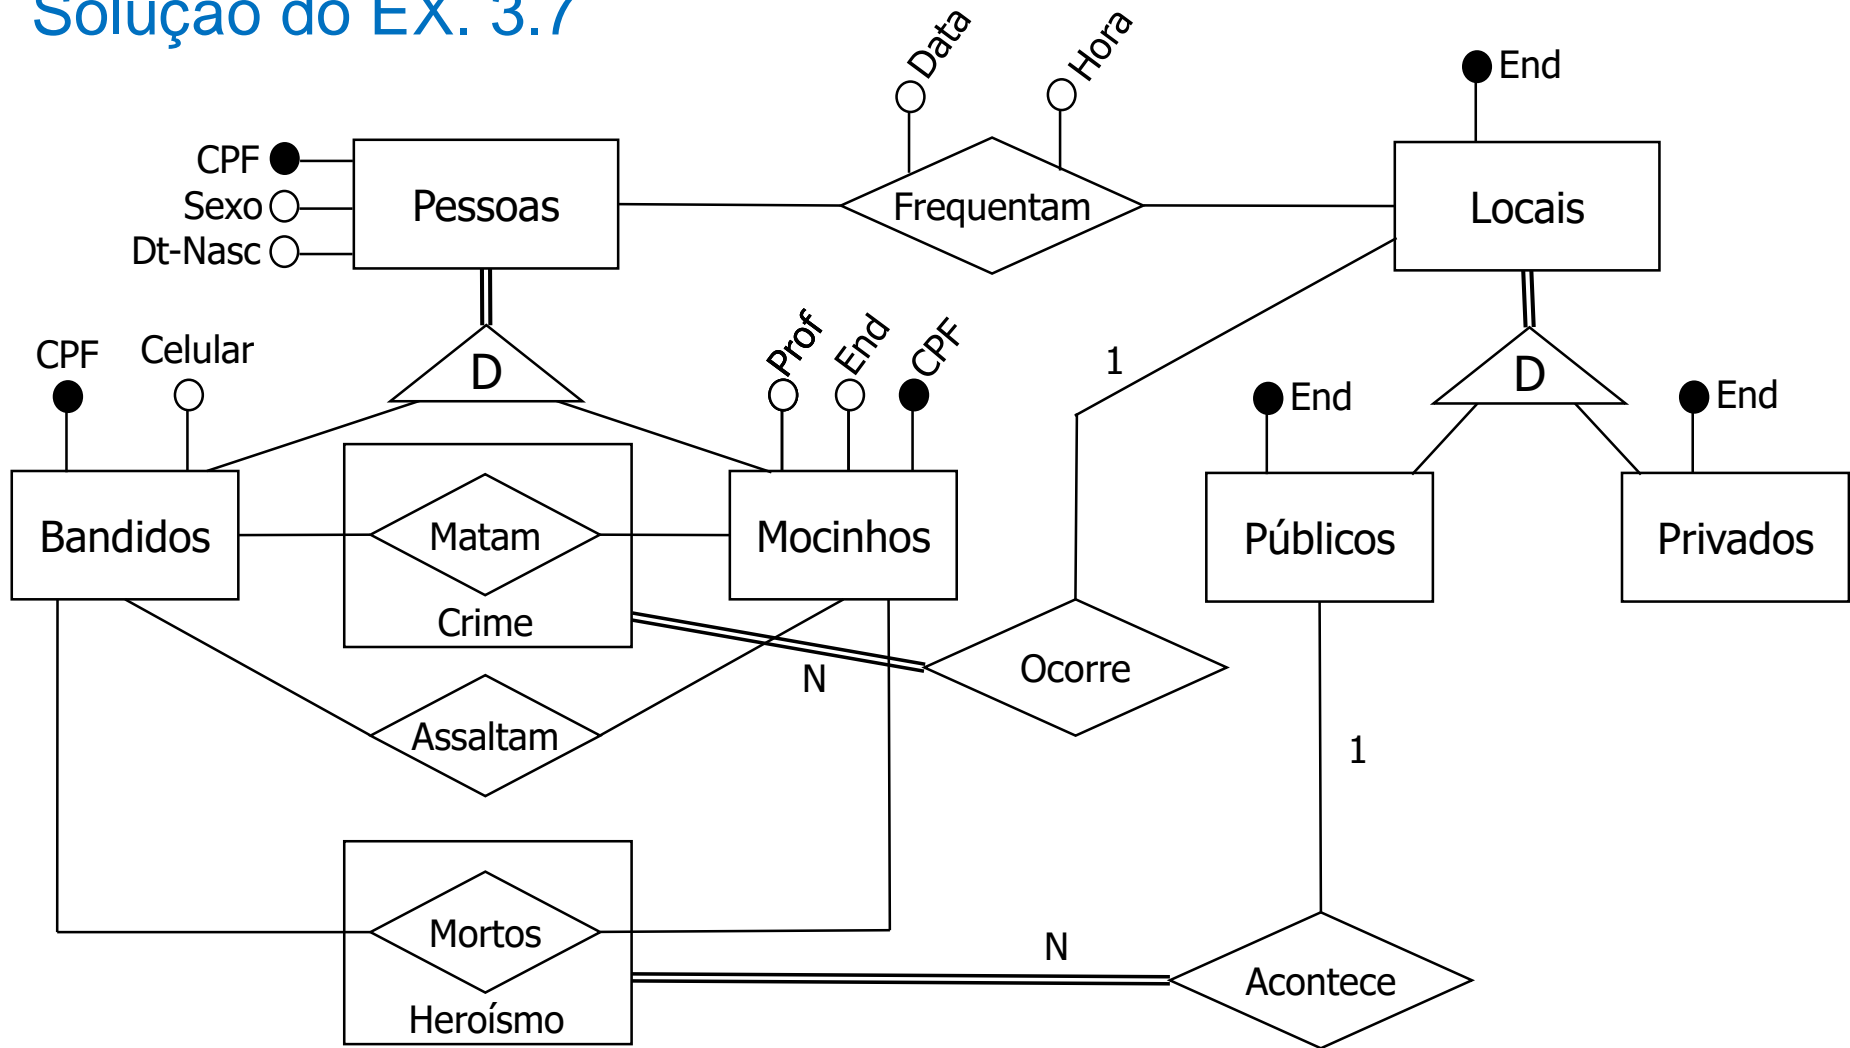 Solução do EX. 3.7
Data
Hora
End
CPF
Sexo
Dt-Nasc
Pessoas
Frequentam
Locais
CPF
Celular
D
Prof
End
CPF
1
D
End
End
Bandidos
Matam
Mocinhos
Públicos
Privados
Crime
N
Ocorre
Assaltam
1
Mortos
N
Acontece
Heroísmo